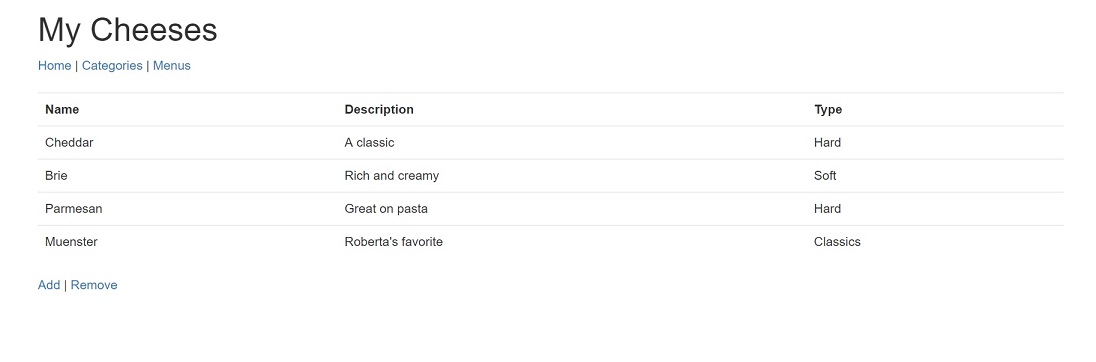 My Cheeses
Home | Categories | Menus
Name Description Type
Cheddar A classic Hard
Brie Rich and creamy Soft
Parmesan Great on pasta Hard
Muenster Roberta's favorite Classics
Add | Remove